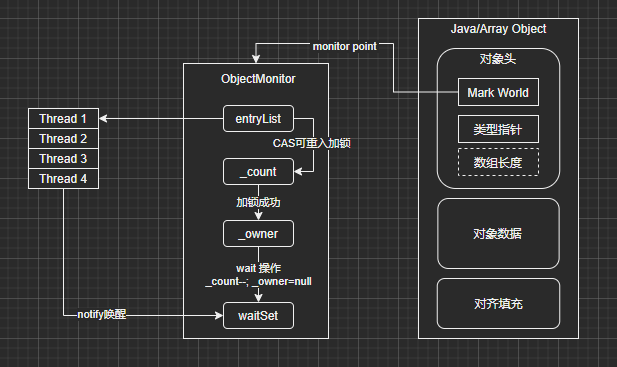 Java/Array Object
monitor point
对象头
ObjectMonitor
Mark World
Thread 1
entryList
类型指针
Thread 2
CAS可重入加锁
Thread 3
数组长度
Thread 4
_count
加锁成功
_owner
对象数据
wait 操作
_count--; _owner=null
notify唤醒
waitSet
对齐填充